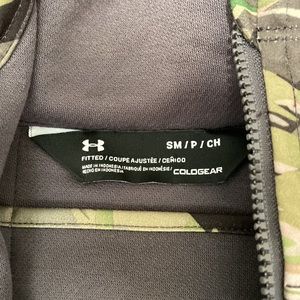 SM / P / CH
FITTED / COUPE AJUSTÉE / CEÑIDO
MADE IN INDONESIA / FABRIQUÉ EN INDONÉSIE /
HECHO EN INDONESIA
COLDGEAR